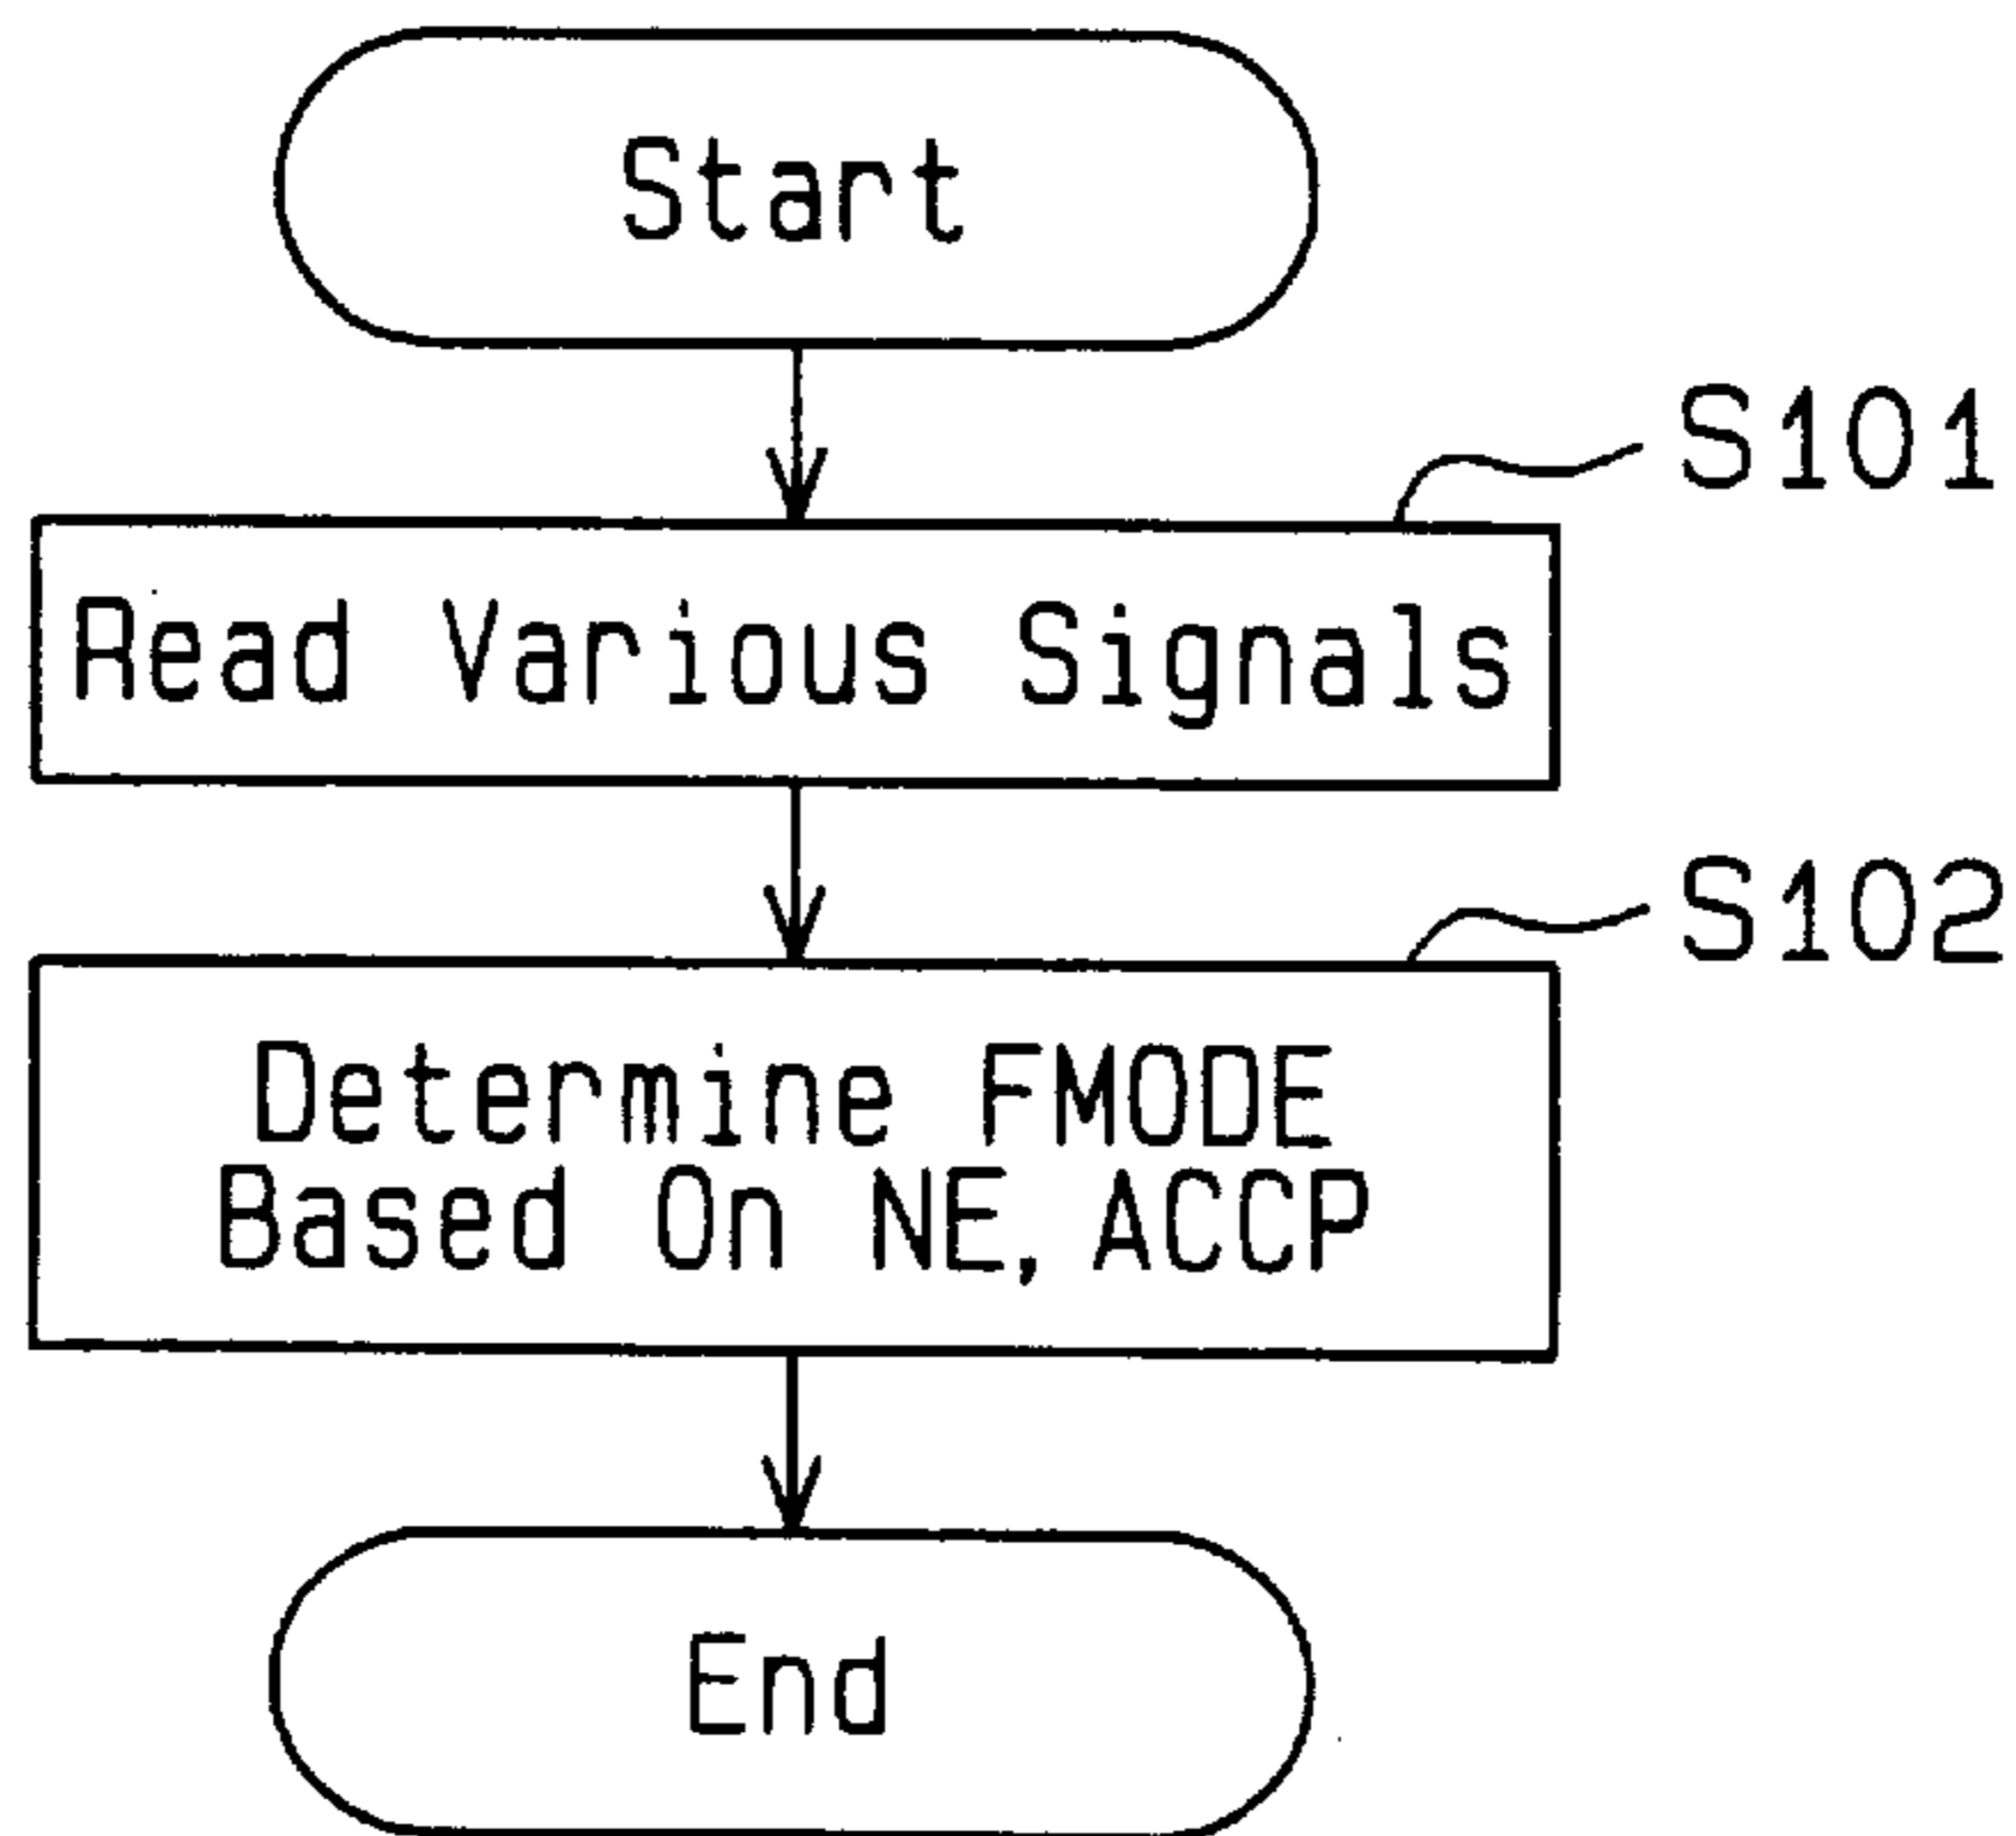 Start
S101
Read Various Signals
S102
Determine FMODE
Based On NE, ACCP
End